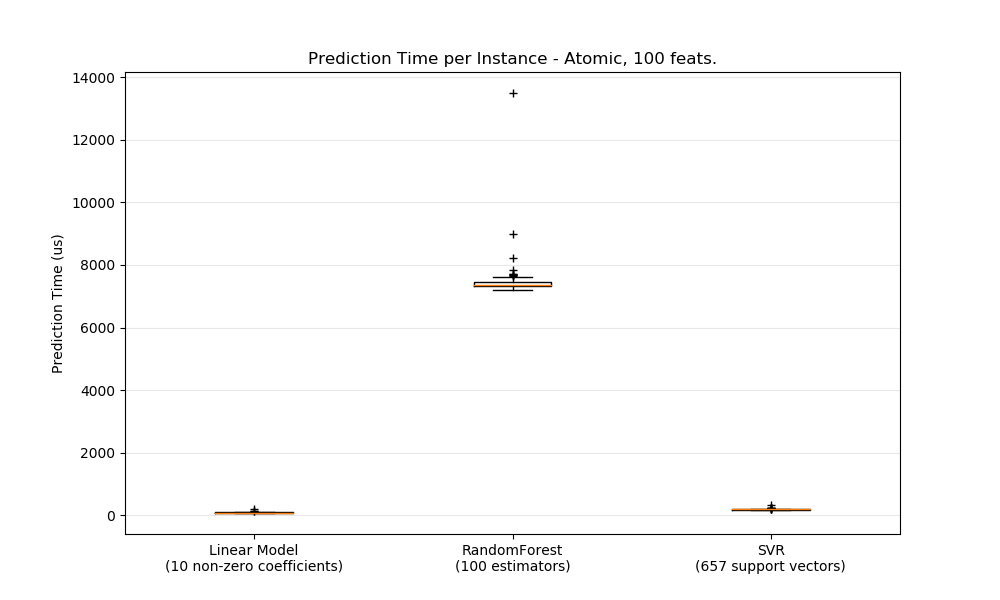 Prediction Time per Instance - Atomic, 100 feats.
14000
12000
10000
8000
6000
4000
2000
0
Prediction Time (us)
Linear Model
(10 non-zero coefficients)
RandomForest
(100 estimators)
SVR
(657 support vectors)